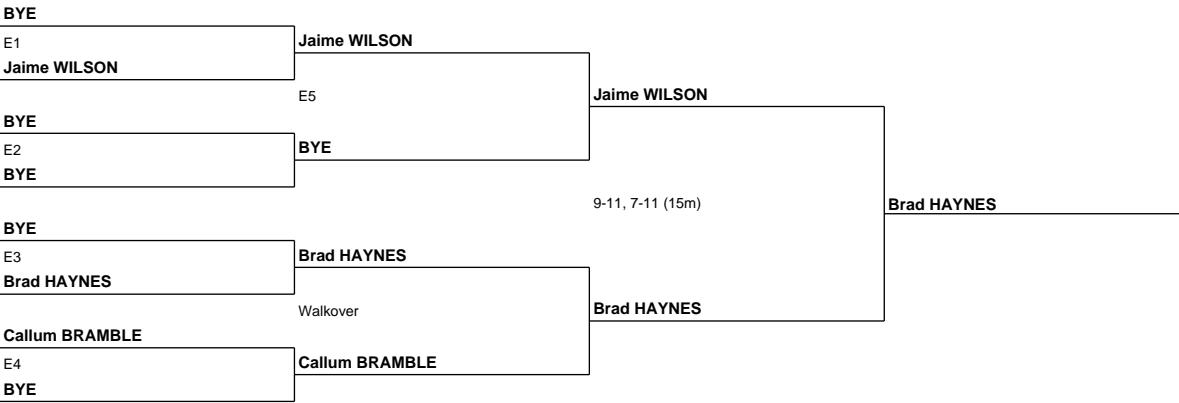 BYE
E1
Jaime WILSON
Jaime WILSON
E5
Jaime WILSON
BYE
E2
BYE
BYE
9-11, 7-11 (15m)
Brad HAYNES
BYE
E3
Brad HAYNES
Brad HAYNES
Walkover
Brad HAYNES
Callum BRAMBLE
E4
Callum BRAMBLE
BYE